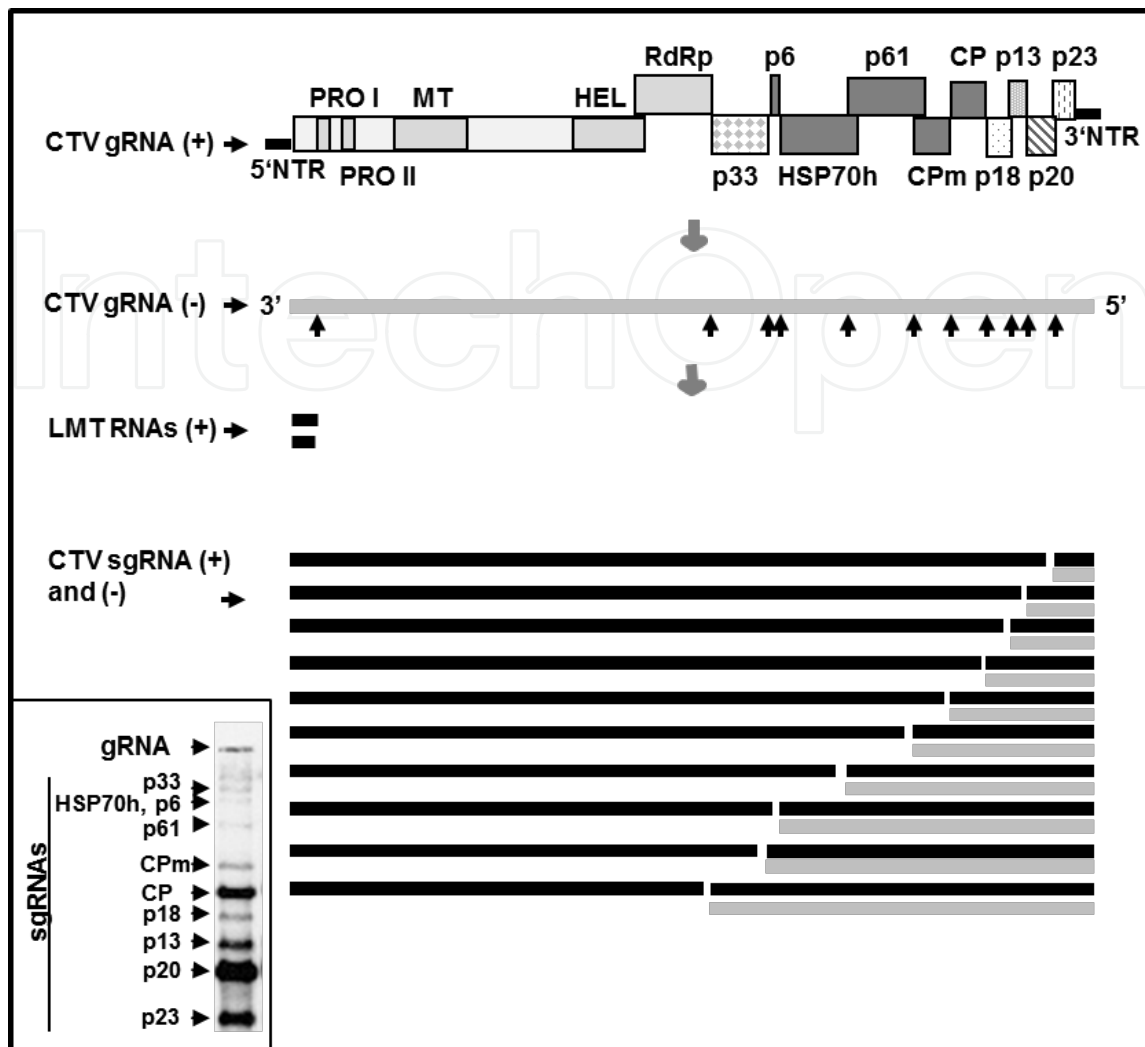 RdRp p6 p61 CP p13 p23
PRO I MT HEL
CTV gRNA (+)
5‘NTR 3‘NTR
PRO II p33 HSP70h CPm p18 p20
IntechOpen
CTV gRNA (-) 3’ 5’
LMT RNAs (+)
CTV sgRNA (+)
and (-)
gRNA
p33
HSP70h, p6
p61
CPm
CP
p18
p13
p20
p23
sgRNAs